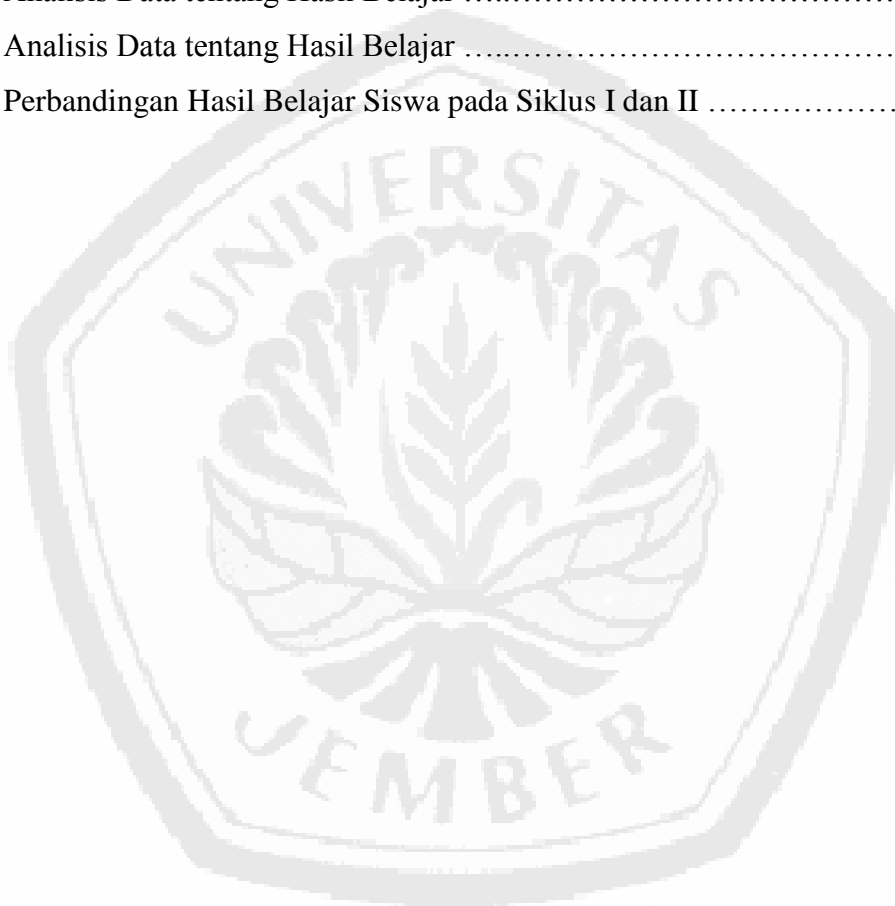 Analisis Data tentang Hasil Belajar …..……………………………………
Analisis Data tentang Hasil Belajar …..……………………………………
Perbandingan Hasil Belajar Siswa pada Siklus I dan II ………………
UNIVERSITAS
JEMBER